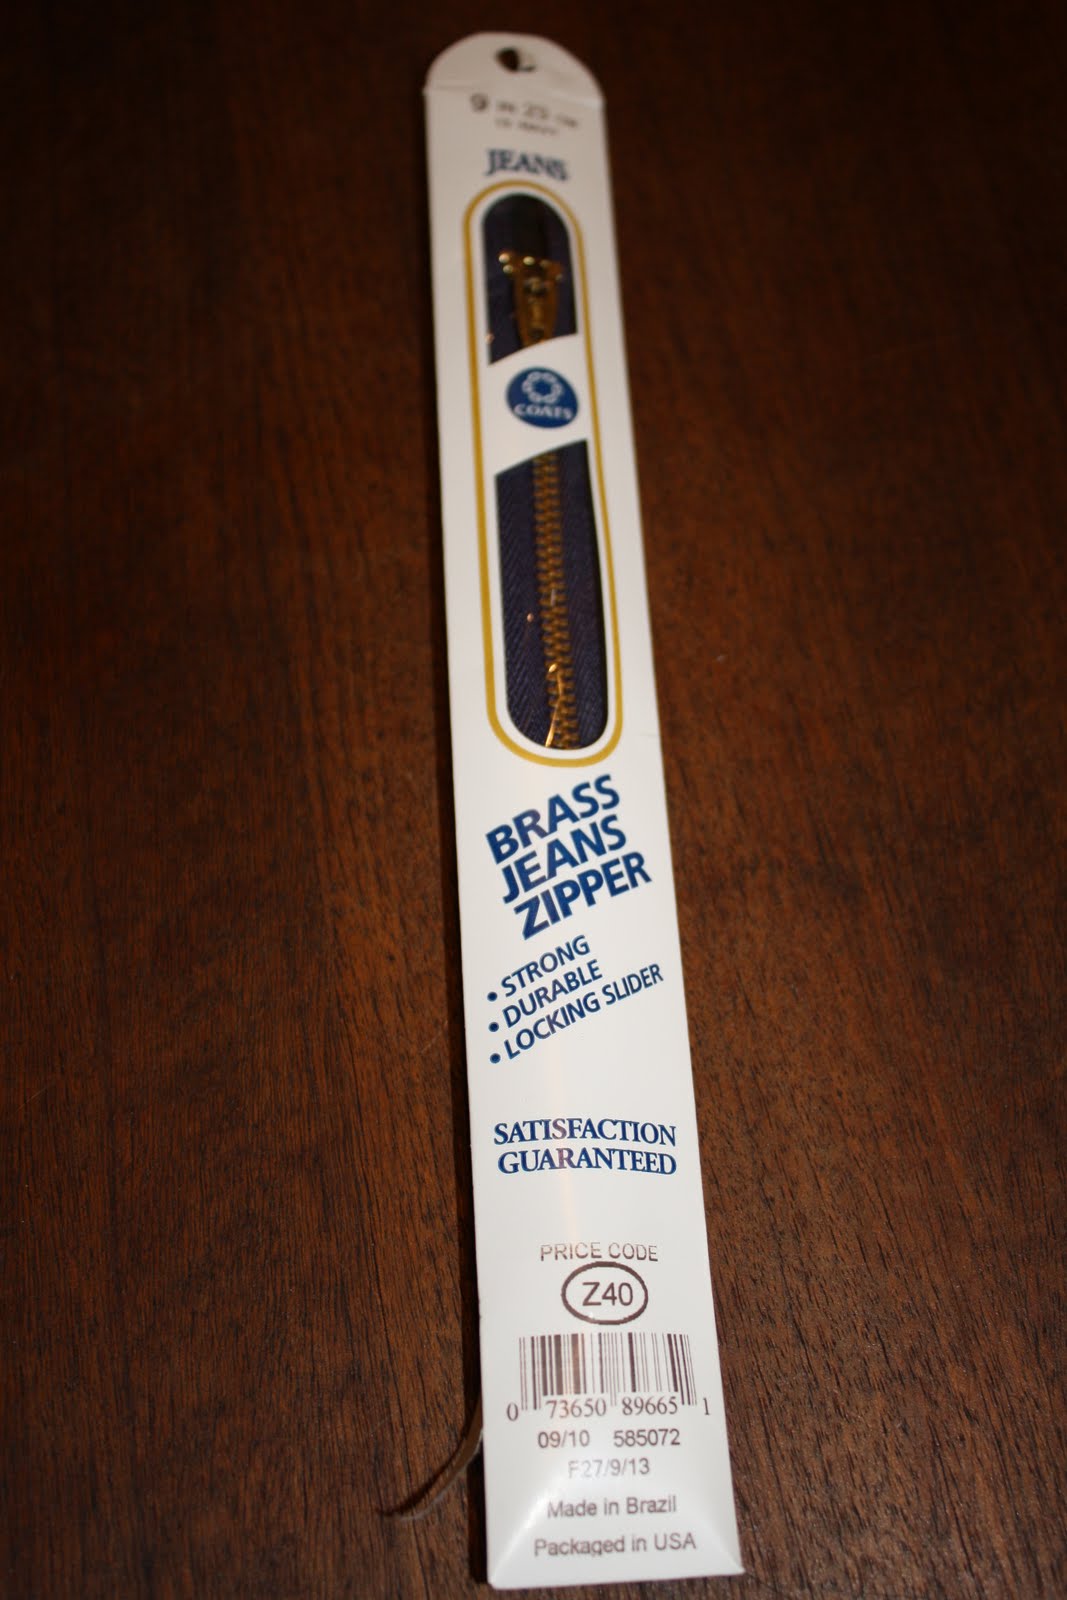 9 IN 23 CM
JEANS
COATS
BRASS
JEANS
ZIPPER
• STRONG
• DURABLE
• LOCKING SLIDER
SATISFACTION
GUARANTEED
PRICE CODE
Z40
0 73650 89665 1
09/10 585072
F27/9/13
Made in Brazil
Packaged in USA